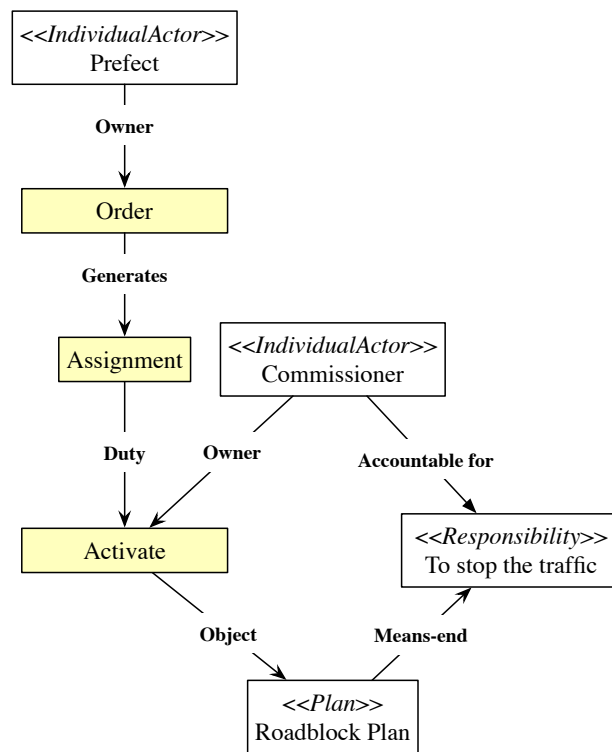 <<IndividualActor>>
Prefect
Owner
Order
Generates
Assignment
<<IndividualActor>>
Commissioner
Duty
Owner
Accountable for
Activate
<<Responsibility>>
To stop the traffic
Object
Means-end
<<Plan>>
Roadblock Plan